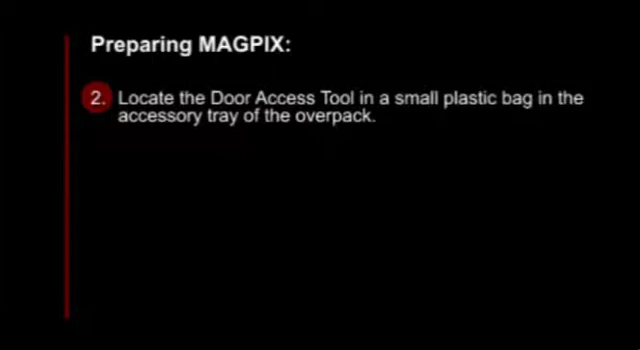 Preparing MAGPIX:
2. Locate the Door Access Tool in a small plastic bag in the
accessory tray of the overpack.